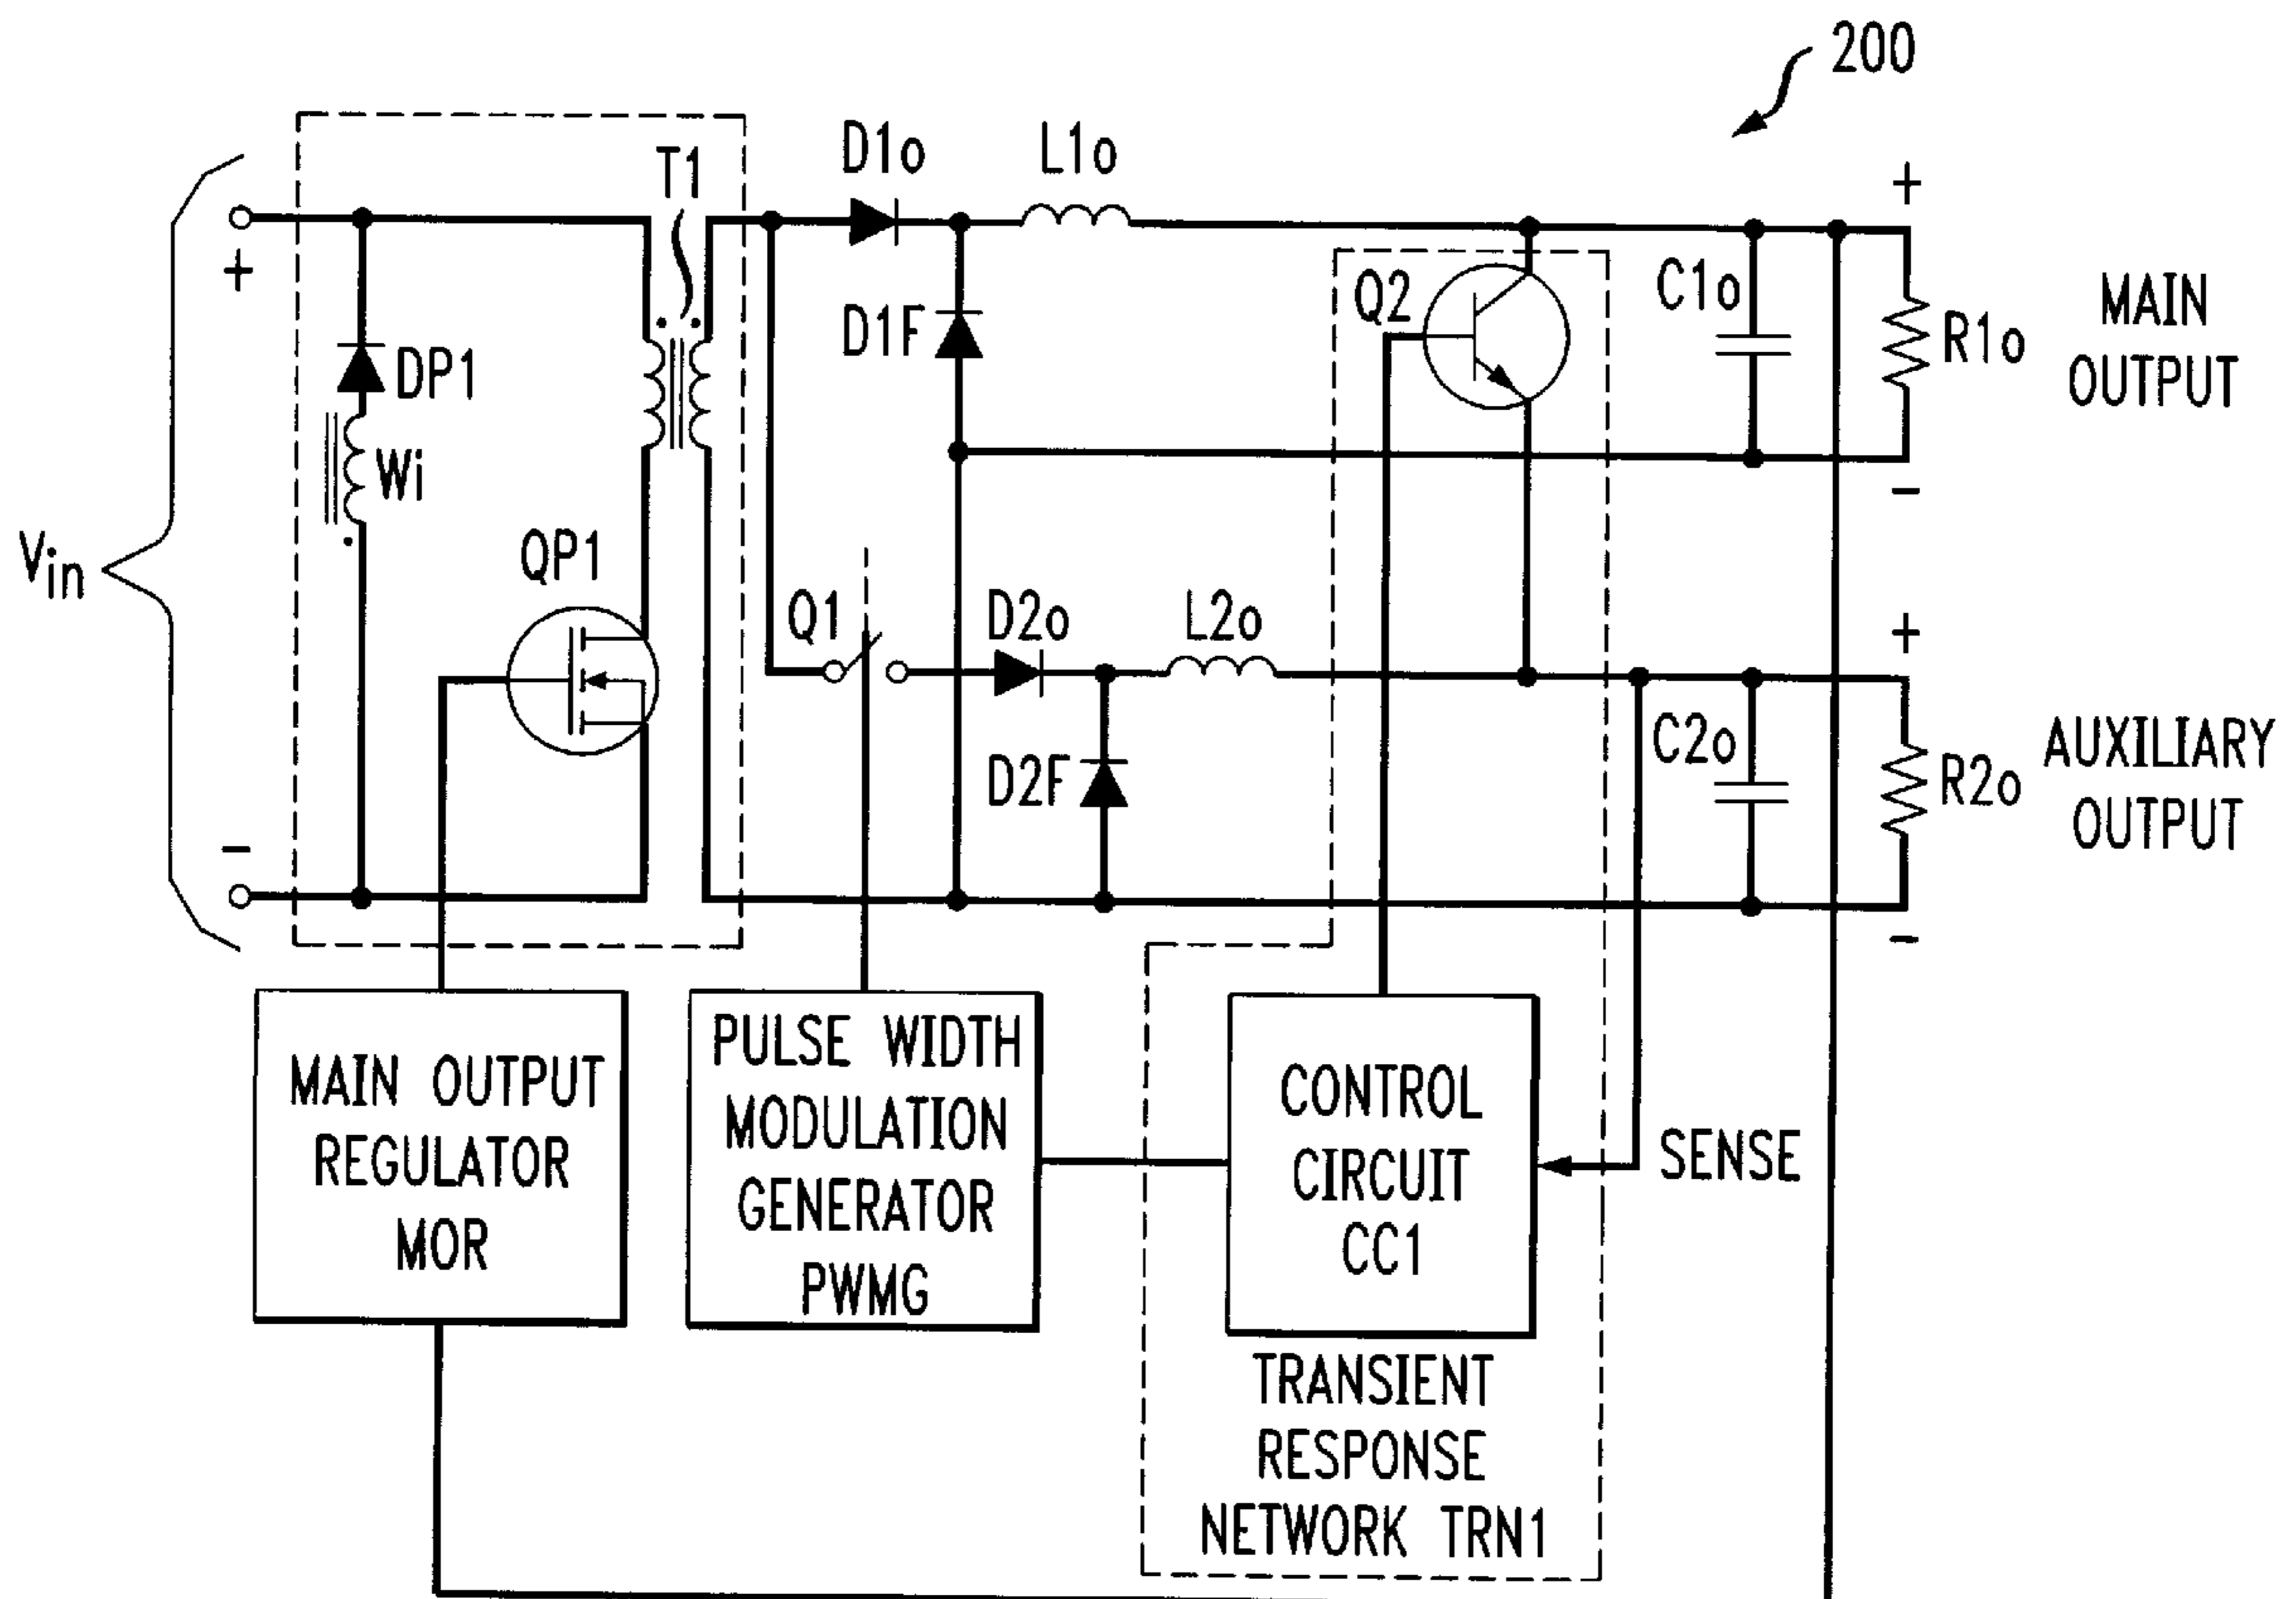 200
D1o
L1o
T1
+
+
Q2
C1o
MAIN
OUTPUT
R1o
D1F
DP1
Wi
-
Vin
QP1
Q1
D2o
L2o
+
C2o
AUXILIARY
OUTPUT
R2o
D2F
-
-
MAIN OUTPUT
REGULATOR
MOR
PULSE WIDTH
MODULATION
GENERATOR
PWMG
CONTROL
CIRCUIT
CC1
SENSE
TRANSIENT
RESPONSE
NETWORK TRN1